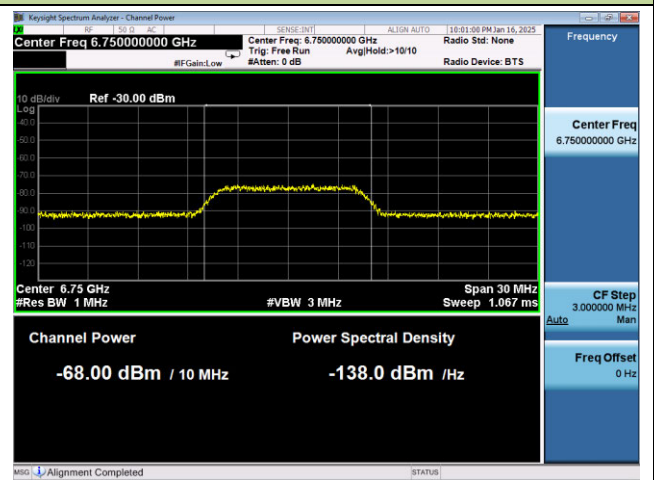 Keysight Spectrum Analyzer - Channel Power
RF 50 Ω AC SENSE:INT ALIGN AUTO 10:01:00 PM Jan 16, 2025
Center Freq 6.750000000 GHz
Center Freq: 6.750000000 GHz Radio Std: None
Trig: Free Run Avg|Hold:>10/10
#IFGain:Low #Atten: 0 dB Radio Device: BTS
Frequency
10 dB/div Ref -30.00 dBm
Log
-40.0
-50.0
-60.0
-70.0
-80.0
-90.0
-100
-110
-120
Center 6.75 GHz Span 30 MHz
#Res BW 1 MHz #VBW 3 MHz Sweep 1.067 ms
Channel Power Power Spectral Density
-68.00 dBm / 10 MHz -138.0 dBm /Hz
Center Freq
6.750000000 GHz
CF Step
3.000000 MHz
Auto Man
Freq Offset
0 Hz
MSG Alignment Completed STATUS